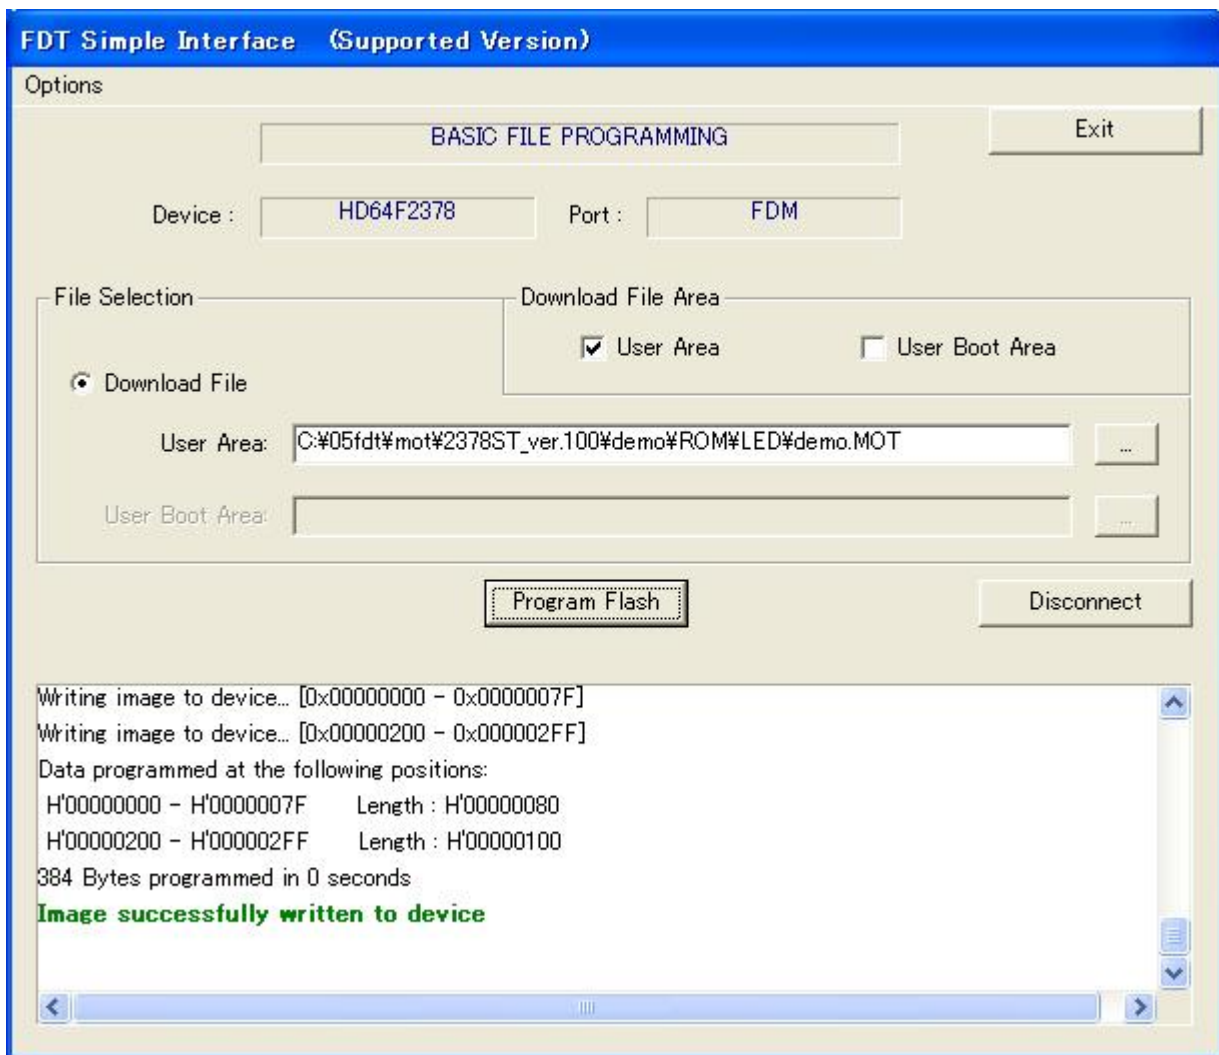 FDT Simple Interface (Supported Version)
Options
BASIC FILE PROGRAMMING
Exit
Device : HD64F2378 Port : FDM
File Selection
Download File Area
User Area User Boot Area
Download File
User Area: C:¥05fdt¥mot¥2378ST_ver.100¥demo¥ROM¥LED¥demo.MOT ...
User Boot Area: ...
Program Flash Disconnect
Writing image to device... [0x00000000 - 0x0000007F]
Writing image to device... [0x00000200 - 0x000002FF]
Data programmed at the following positions:
H'00000000 - H'0000007F Length : H'00000080
H'00000200 - H'000002FF Length : H'00000100
384 Bytes programmed in 0 seconds
Image successfully written to device